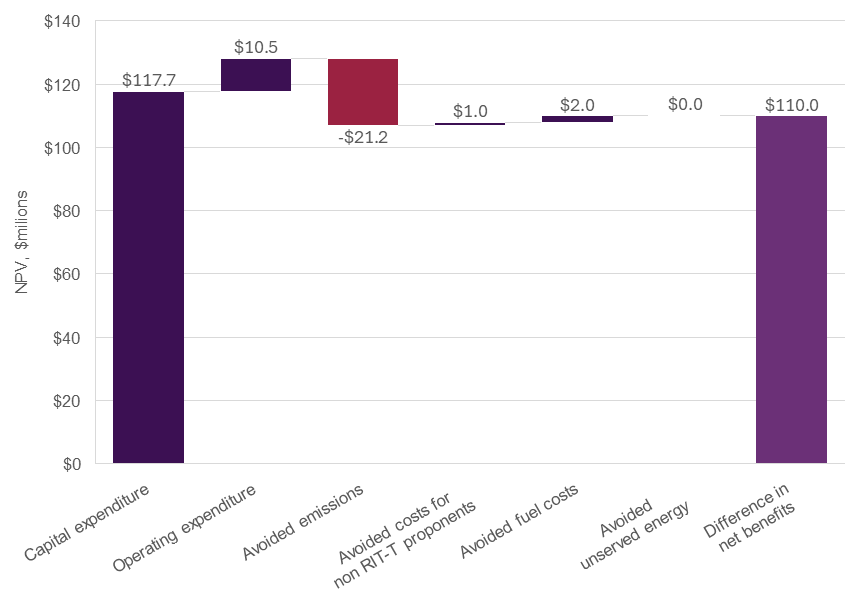 $140
$120
$100
$80
$60
$40
$20
$0
NPV, $milions
$117.7
$10.5
-$21.2
$1.0
$2.0
$0.0
$110.0
Capital expenditure
Operating expenditure
Avoided emissions
Avoided costs for
non RIT-T proponents
Avoided fuel costs
Avoided
unserved energy
Difference in
net benefits